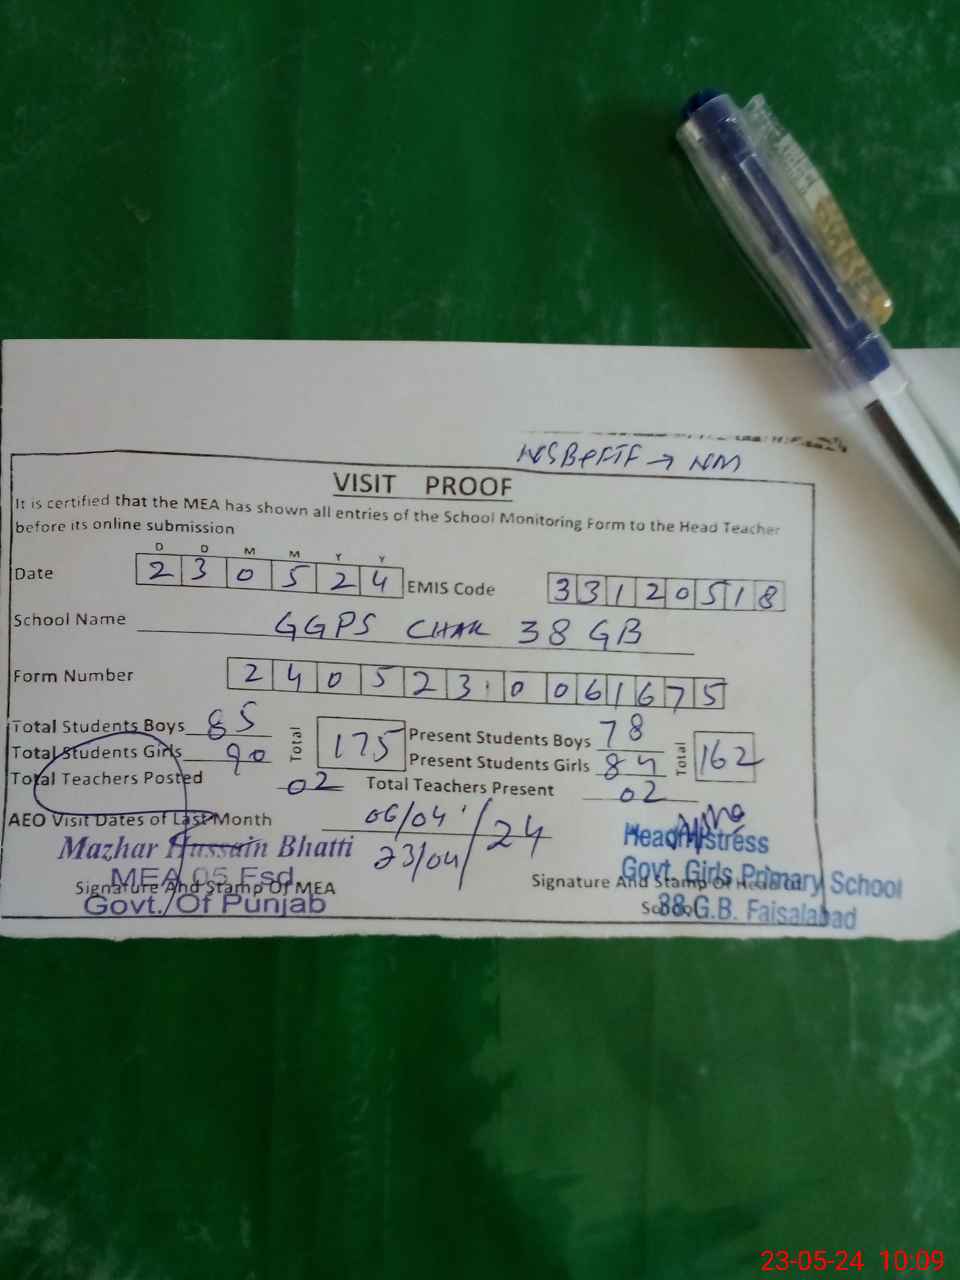 → NM
VISIT PROOF
It is certified that the MEA has shown all entries of the School Monitoring Form to the Head Teacher
before its online submission
D D M M Y Y
Date 2 3 0 5 2 4 EMIS Code 3 3 1 2 0 5 1 8
School Name GGPS CHAK 38 GB
Form Number 2 4 0 5 2 3 0 0 6 1 6 7 5
Total Students Boys 85 Total 175 Present Students Boys 78 Total 162
Total Students Girls 90 Present Students Girls 84
Total Teachers Posted 02 Total Teachers Present 02
AEO Visit Dates of Last Month 06/04 /24
23/04
Mazhar Hussain Bhatti
MEA 05 Fsd
Signature And Stamp Of MEA
Govt. Of Punjab
Headmistress
Govt. Girls Primary School
Signature And Stamp Of Head
38 G.B. Faisalabad
23-05-24 10:09